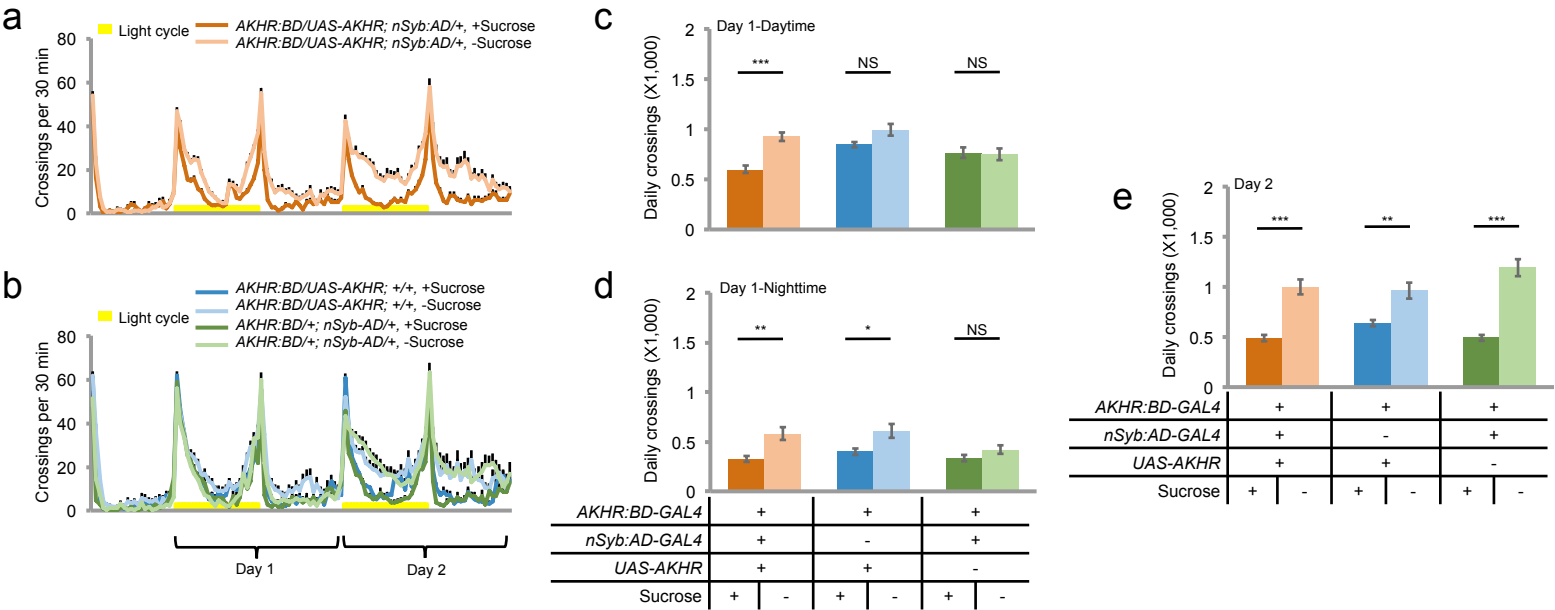 a
Light cycle
AKHR:BD/UAS-AKHR; nSyb:AD/+, +Sucrose
AKHR:BD/UAS-AKHR; nSyb:AD/+, -Sucrose
Crossings per 30 min
80
60
40
20
0
b
Light cycle
AKHR:BD/UAS-AKHR; +/+, +Sucrose
AKHR:BD/UAS-AKHR; +/+, -Sucrose
AKHR:BD/+; nSyb-AD/+, +Sucrose
AKHR:BD/+; nSyb-AD/+, -Sucrose
Crossings per 30 min
80
60
40
20
0
Day 1
Day 2
c
Day 1-Daytime
Daily crossings (X1,000)
2
1.5
1
0.5
0
*** NS NS
d
Day 1-Nighttime
Daily crossings (X1,000)
2
1.5
1
0.5
0
** * NS
AKHR:BD-GAL4 + + +
nSyb:AD-GAL4 + - +
UAS-AKHR + + -
Sucrose + - + - + -
e
Day 2
Daily crossings (X1,000)
2
1.5
1
0.5
0
*** ** ***
AKHR:BD-GAL4 + + +
nSyb:AD-GAL4 + - +
UAS-AKHR + + -
Sucrose + - + - + -